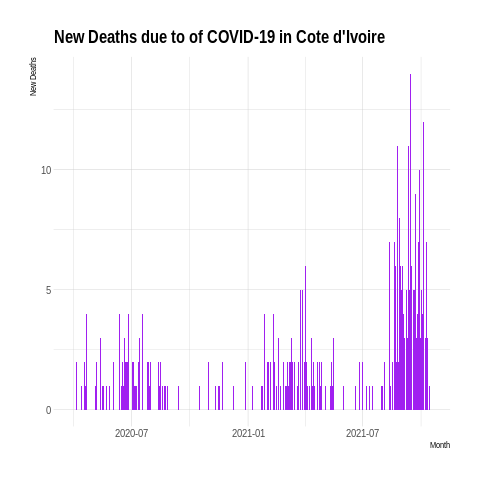 New Deaths due to of COVID-19 in Cote d'Ivoire
New Deaths
10
5
0
2020-07
2021-01
2021-07
Month